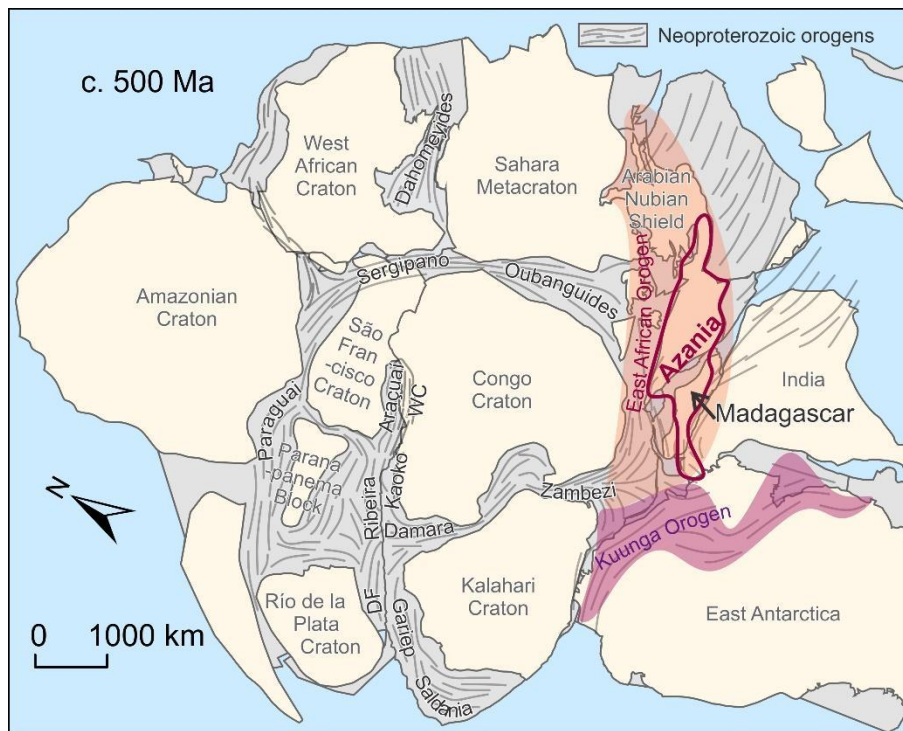 Neoproterozoic orogens
c. 500 Ma
West
African
Craton
Dahomeyides
Sahara
Metacraton
Arabian
Nubian
Shield
Sergipano
Oubanguides
East African Orogen
Azania
Amazonian
Craton
São
Fran
-cisco
Craton
Araçuai
WC
Congo
Craton
India
Madagascar
Paraguai
Parana
-panema
Block
Ribeira
Kaoko
Damara
Zambezi
Kuunga Orogen
N
Río de la
Plata
Craton
DF
Gariep
Saldania
Kalahari
Craton
East Antarctica
0 1000 km